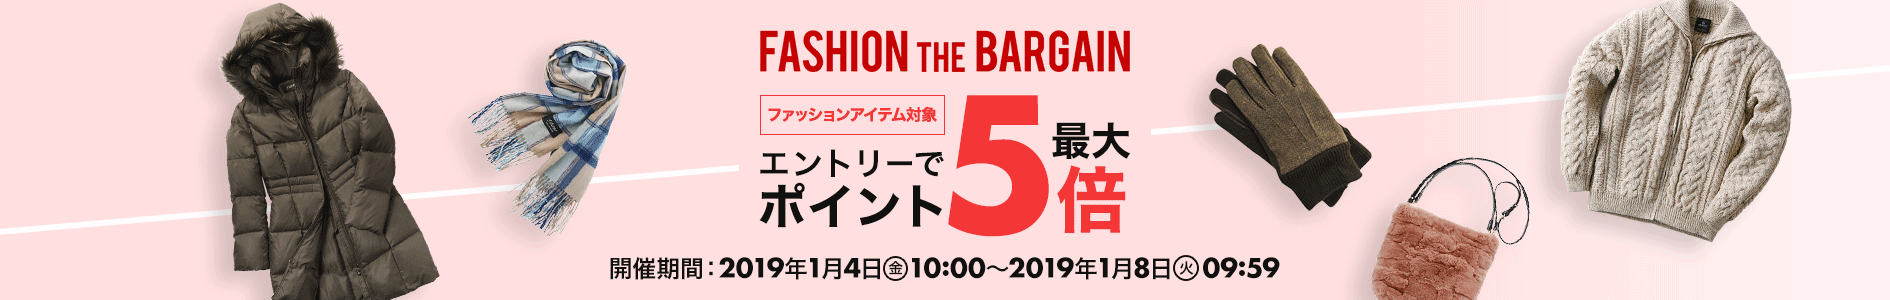 FASHION THE BARGAIN
ファッションアイテム対象
エントリーで
ポイント5最大倍
開催期間：2019年1月4日㊎10:00～2019年1月8日㊋09:59